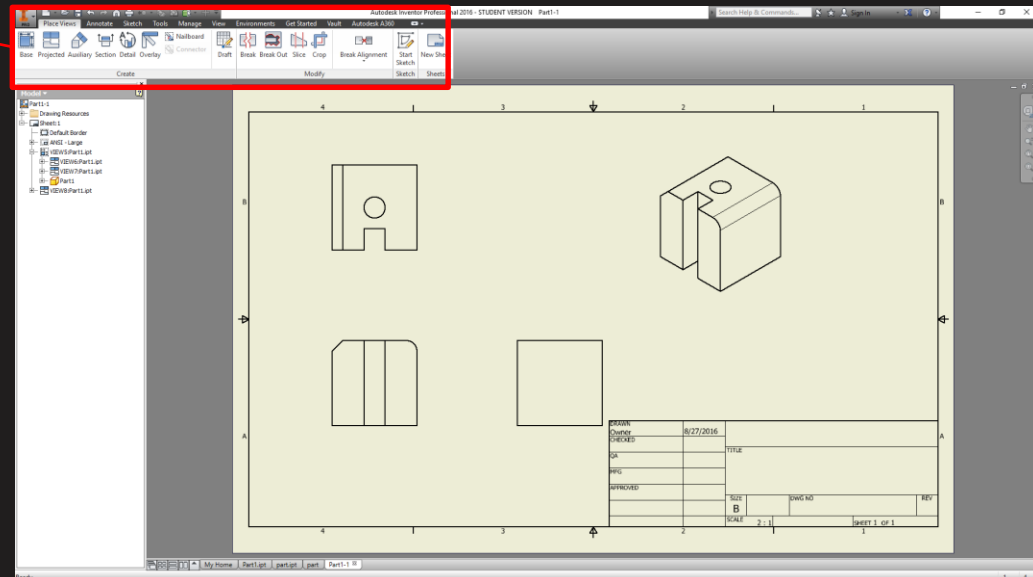 Autodesk Inventor Professional 2016 - STUDENT VERSION Part1-1
Search Help & Commands...
Sign In
Place Views Annotate Sketch Tools Manage View Environments Get Started Vault Autodesk A360
Base Projected Auxiliary Section Detail Overlay
Nailboard
Connector
Draft Break Break Out Slice Crop Break Alignment Start Sketch New Shee
Create Modify Sketch Sheets
Model
Part1-1
Drawing Resources
Sheet:1
Default Border
ANSI - Large
VIEW5:Part1.ipt
VIEW6:Part1.ipt
VIEW7:Part1.ipt
Part1
VIEW8:Part1.ipt
4 3 2 1
B B
A A
DRAWN
Owner 8/27/2016
CHECKED
QA
MFG
APPROVED
TITLE
SIZE
B
DWG NO
REV
SCALE 2 : 1
SHEET 1 OF 1
4 3 2 1
My Home Part1.ipt part.ipt part Part1-1
Ready